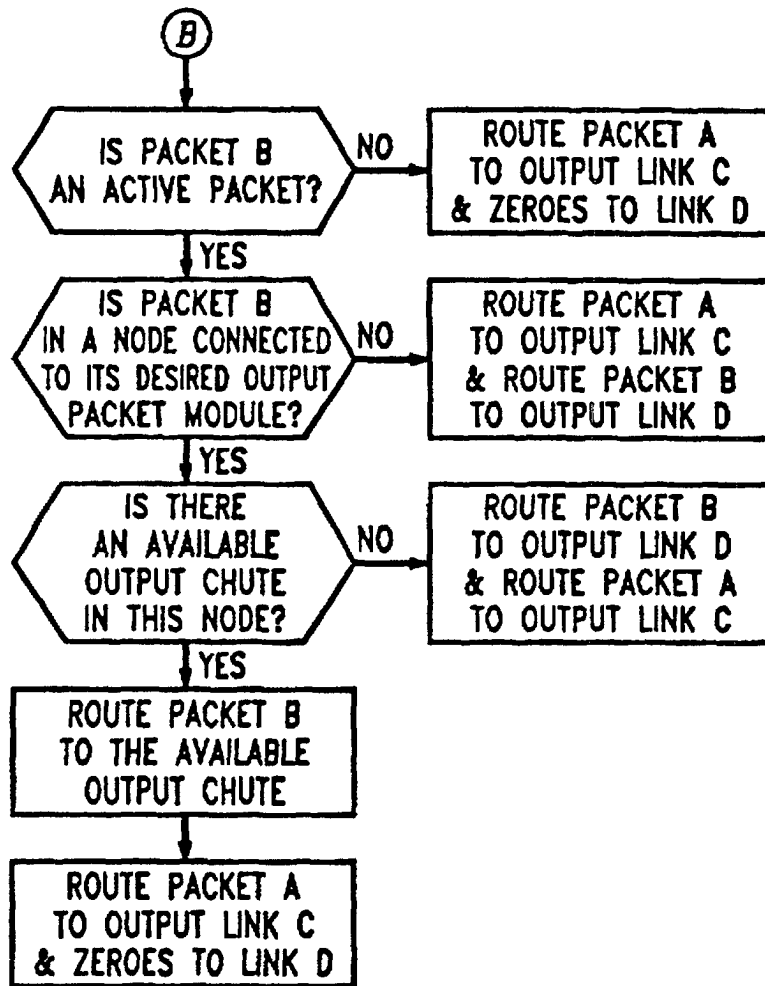 B
IS PACKET B
AN ACTIVE PACKET?
NO
ROUTE PACKET A
TO OUTPUT LINK C
& ZEROES TO LINK D
YES
IS PACKET B
IN A NODE CONNECTED
TO ITS DESIRED OUTPUT
PACKET MODULE?
NO
ROUTE PACKET A
TO OUTPUT LINK C
& ROUTE PACKET B
TO OUTPUT LINK D
YES
IS THERE
AN AVAILABLE
OUTPUT CHUTE
IN THIS NODE?
NO
ROUTE PACKET B
TO OUTPUT LINK D
& ROUTE PACKET A
TO OUTPUT LINK C
YES
ROUTE PACKET B
TO THE AVAILABLE
OUTPUT CHUTE
ROUTE PACKET A
TO OUTPUT LINK C
& ZEROES TO LINK D